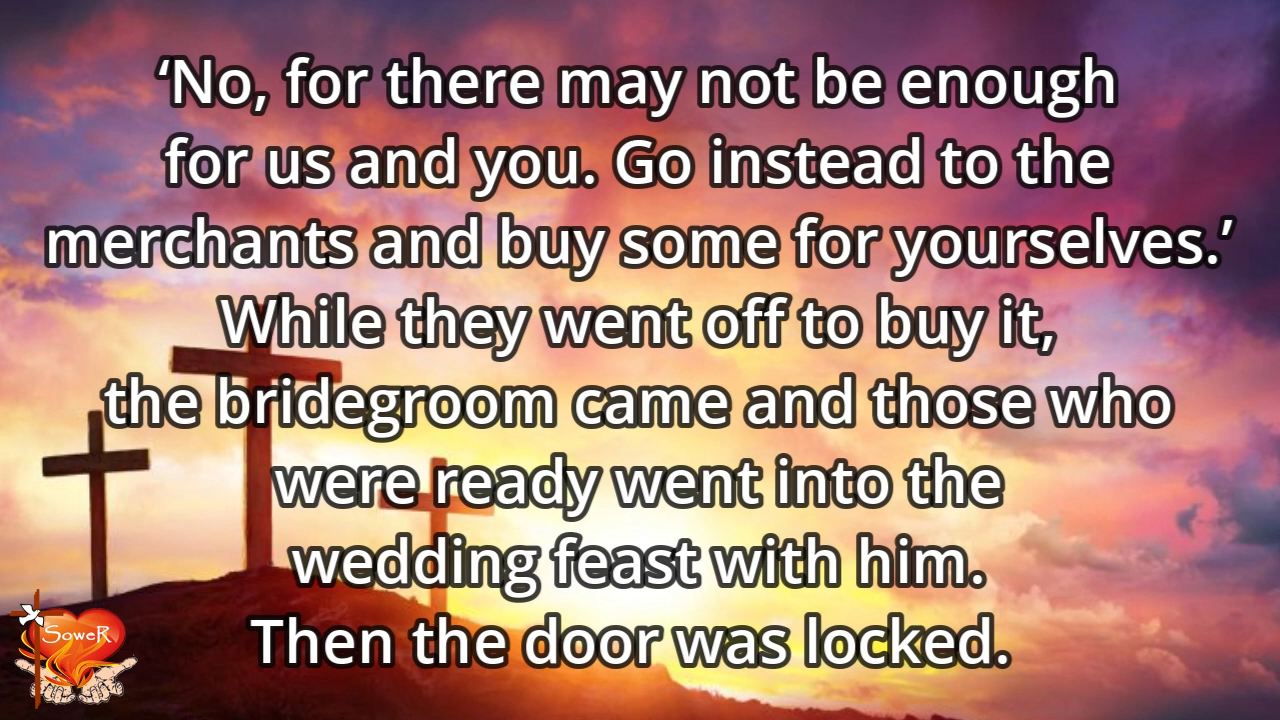 ‘No, for there may not be enough
for us and you. Go instead to the
merchants and buy some for yourselves.’
While they went off to buy it,
the bridegroom came and those who
were ready went into the
wedding feast with him.
Then the door was locked.
SoweR